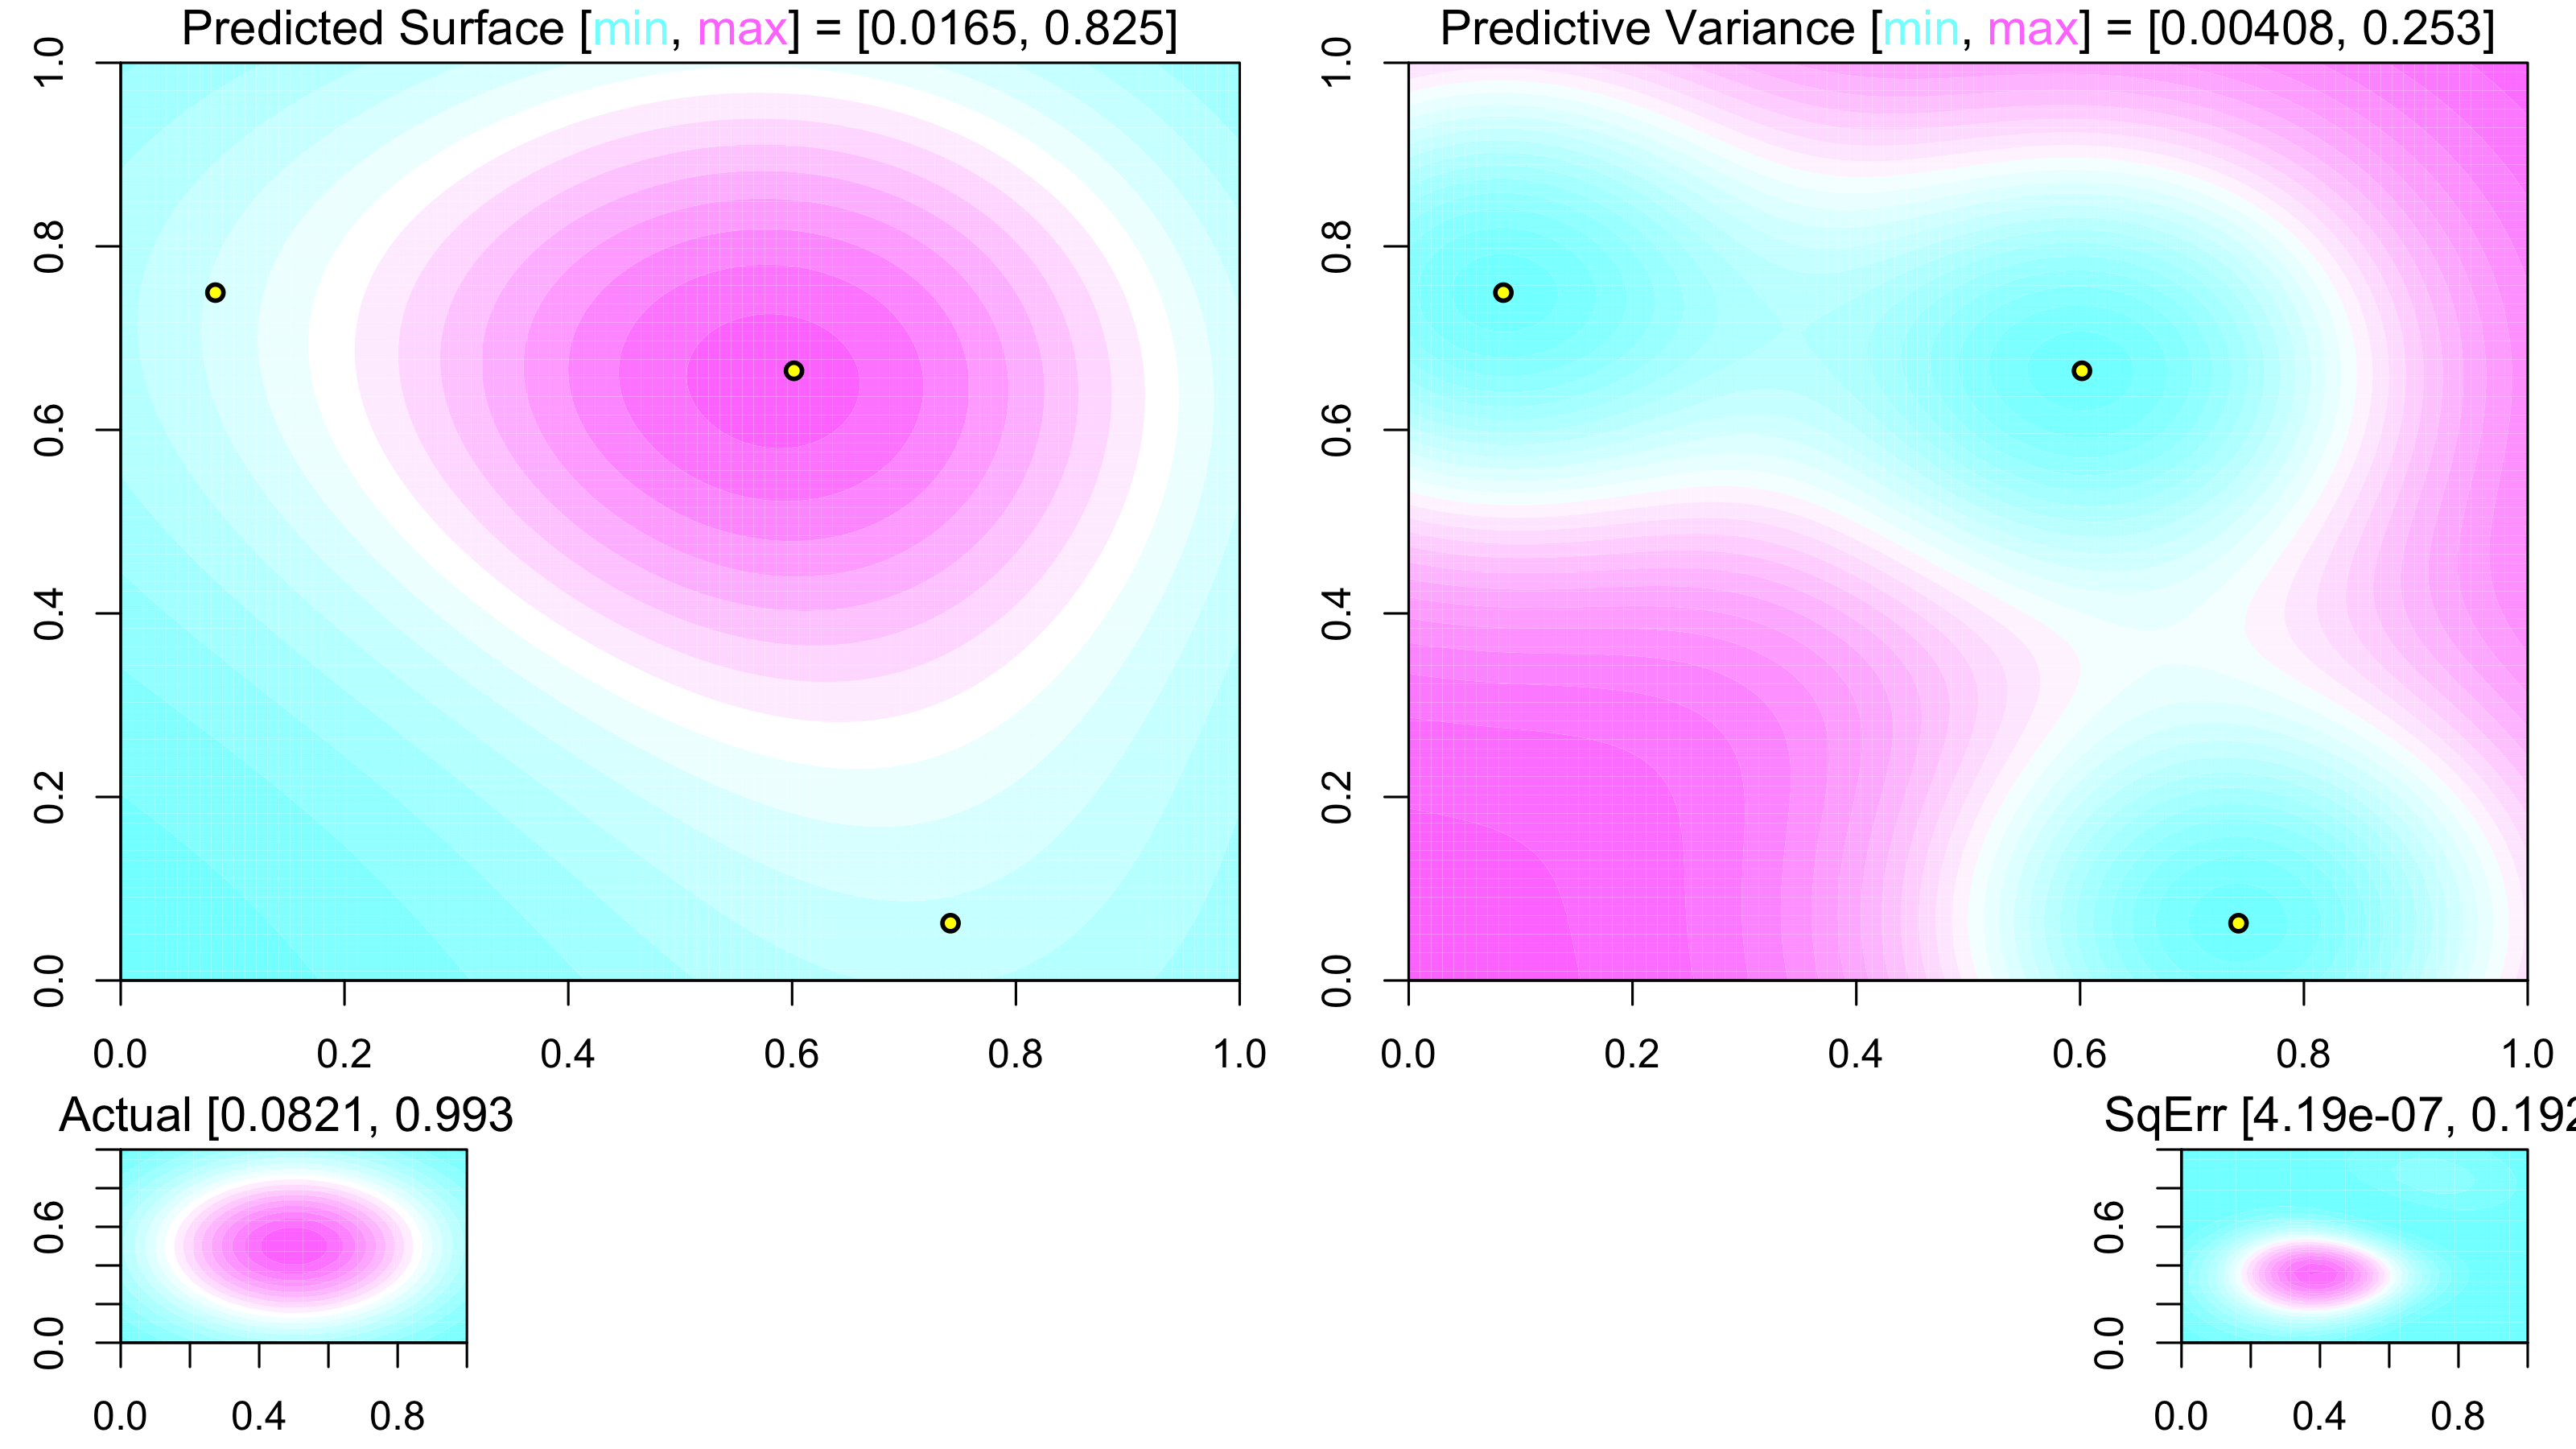 Predicted Surface [min, max] = [0.0165, 0.825]
1.0
0.8
0.6
0.4
0.2
0.0
0.0 0.2 0.4 0.6 0.8 1.0
Predictive Variance [min, max] = [0.00408, 0.253]
1.0
0.8
0.6
0.4
0.2
0.0
0.0 0.2 0.4 0.6 0.8 1.0
Actual [0.0821, 0.993
0.6
0.0
0.0 0.4 0.8
SqErr [4.19e-07, 0.192
0.6
0.0
0.0 0.4 0.8